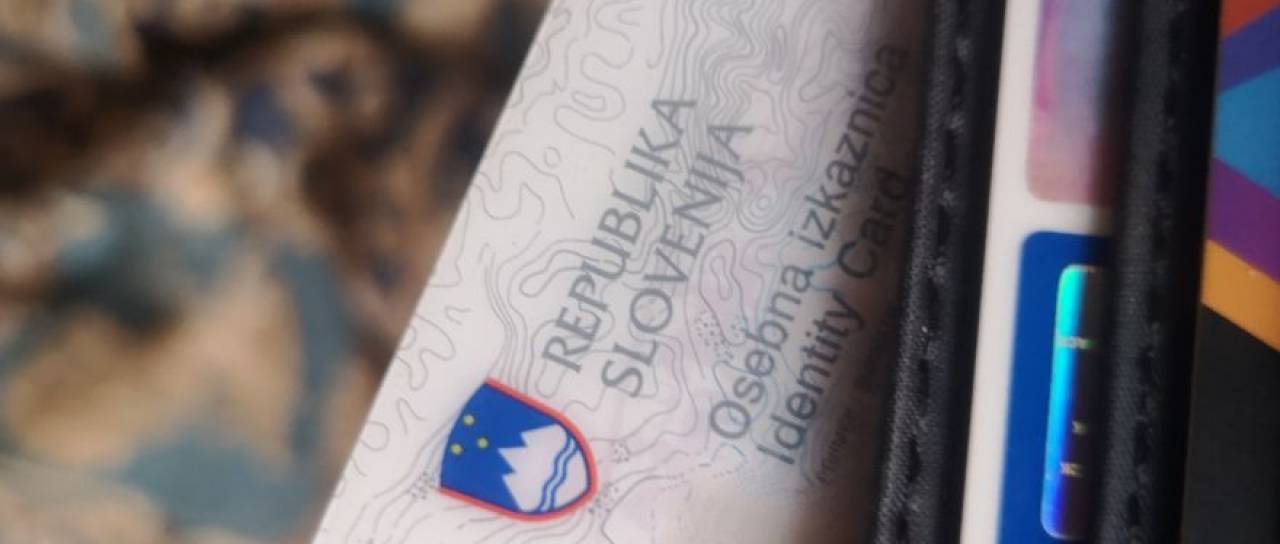 REPUBLIKA
SLOVENIJA
Osebna izkaznica
Identity Card